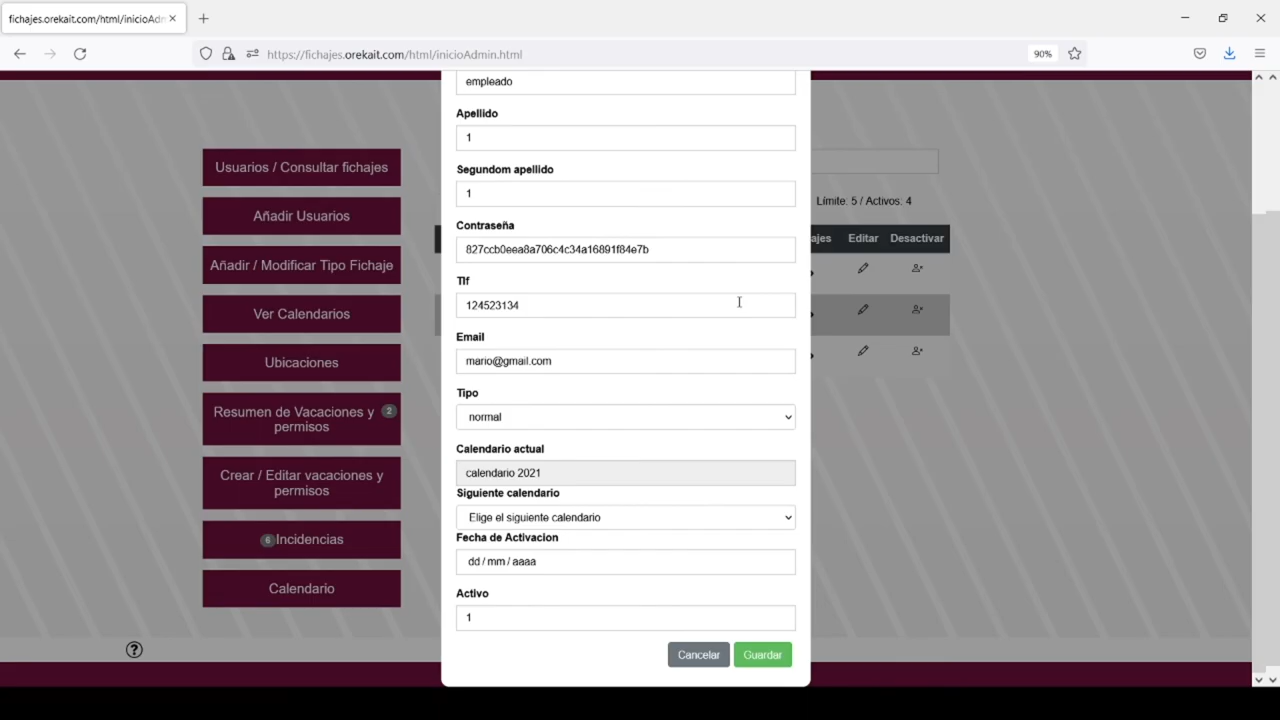 fichajes.orekait.com/html/inicioAdm
https://fichajes.orekait.com/html/inicioAdmin.html
90%
empleado
Apellido
1
Segundom apellido
1
Contraseña
827ccb0eea8a706c4c34a16891f84e7b
Tlf
124523134
Email
mario@gmail.com
Tipo
normal
Calendario actual
calendario 2021
Siguiente calendario
Elige el siguiente calendario
Fecha de Activacion
dd / mm / aaaa
Activo
1
Cancelar
Guardar
Usuarios / Consultar fichajes
Añadir Usuarios
Añadir / Modificar Tipo Fichaje
Ver Calendarios
Ubicaciones
Resumen de Vacaciones y 2
permisos
Crear / Editar vacaciones y
permisos
6 Incidencias
Calendario
?
Límite: 5 / Activos: 4
ajes Editar Desactivar